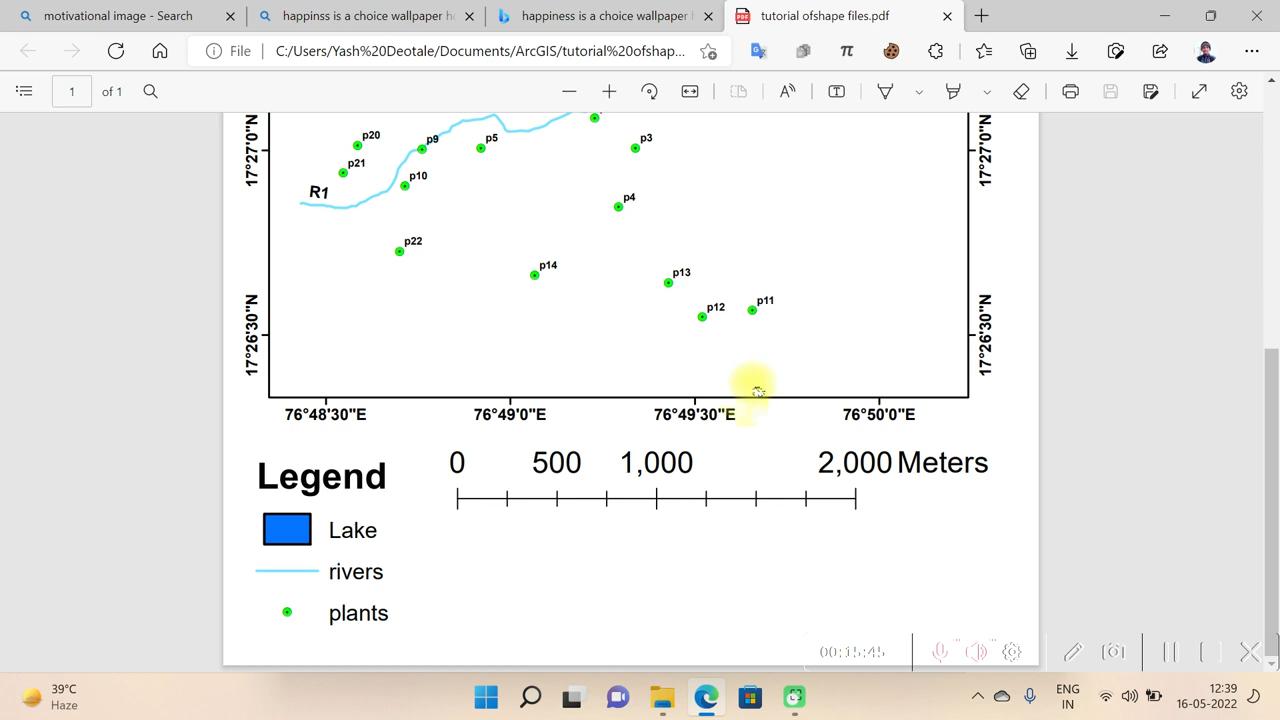 motivational image - Search
happinss is a choice wallpaper h
happiness is a choice wallpaper
tutorial ofshape files.pdf
File
C:/Users/Yash%20Deotale/Documents/ArcGIS/tutorial%20ofshap...
1 of 1
p20
p9
p5
p3
p21
p10
R1
p4
p22
p14
p13
p12
p11
17°27'0"N
17°27'0"N
17°26'30"N
17°26'30"N
76°48'30"E
76°49'0"E
76°49'30"E
76°50'0"E
Legend
0 500 1,000 2,000 Meters
Lake
rivers
plants
00:15:45
39°C
Haze
ENG
IN
12:39
16-05-2022